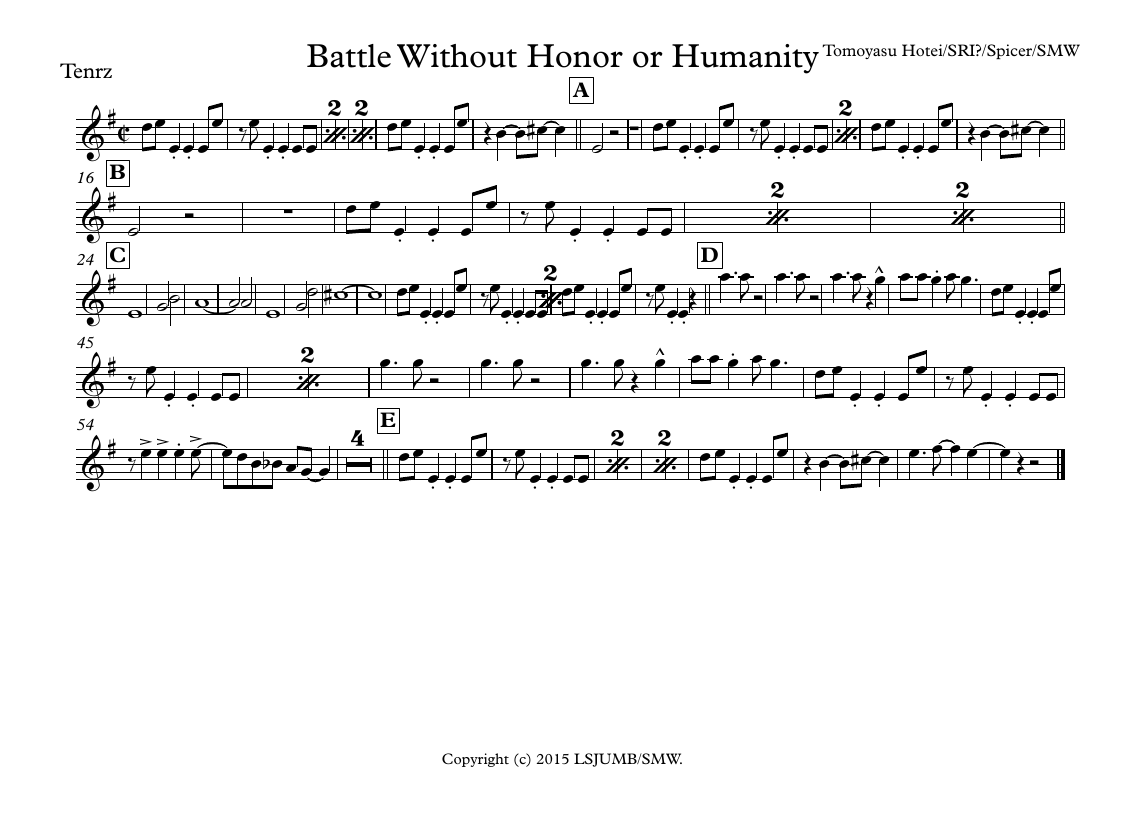 Battle Without Honor or Humanity
Tomoyasu Hotei/SRI?/Spicer/SMW
Tenrz
A
2 2 2
16 B
2 2
24 C
2 D
45
2
54
4 E
2 2
Copyright (c) 2015 LSJUMB/SMW.